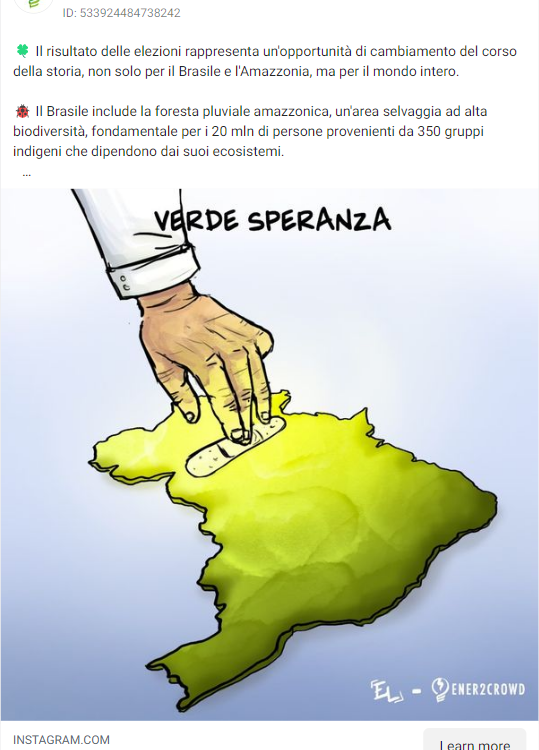 ID: 533924484738242
🍀 Il risultato delle elezioni rappresenta un'opportunità di cambiamento del corso
della storia, non solo per il Brasile e l'Amazzonia, ma per il mondo intero.
🐞 Il Brasile include la foresta pluviale amazzonica, un'area selvaggia ad alta
biodiversità, fondamentale per i 20 mln di persone provenienti da 350 gruppi
indigeni che dipendono dai suoi ecosistemi.
...
VERDE SPERANZA
EL - ENER2CROWD
INSTAGRAM.COM
Learn more